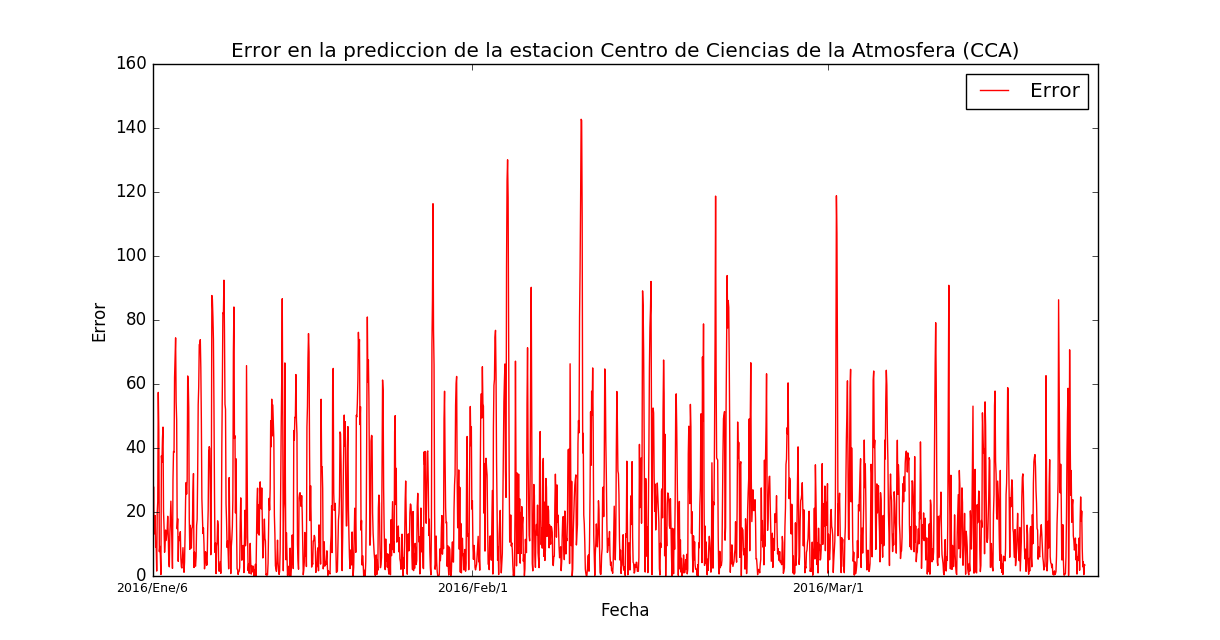 Error en la prediccion de la estacion Centro de Ciencias de la Atmosfera (CCA)
160
140
120
100
80
60
40
20
0
Error
Error
2016/Ene/6
2016/Feb/1
2016/Mar/1
Fecha